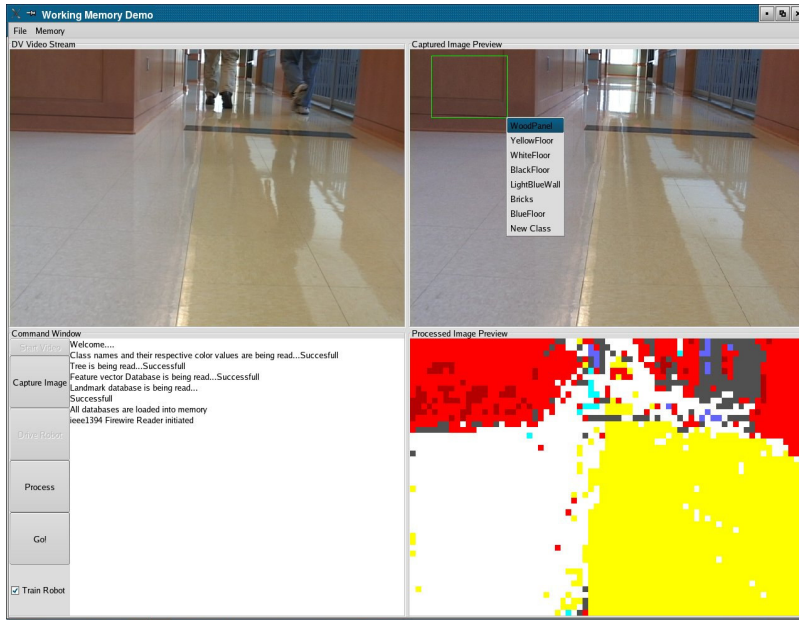 Working Memory Demo
File Memory
DV Video Stream
Captured Image Preview
WoodPanel
YellowFloor
WhiteFloor
BlackFloor
LightBlueWall
Bricks
BlueFloor
New Class
Command Window
Start Video
Capture Image
Drive Robot
Process
Go!
Train Robot
Welcome....
Class names and their respective color values are being read...Succesfull
Tree is being read...Successfull
Feature vector Database is being read...Successfull
Landmark database is being read...
Successfull
All databases are loaded into memory
ieee1394 Firewire Reader initiated
Processed Image Preview